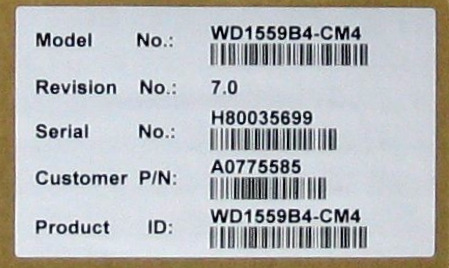 Model No.: WD1559B4-CM4
Revision No.: 7.0
Serial No.: H80035699
Customer P/N: A0775585
Product ID: WD1559B4-CM4